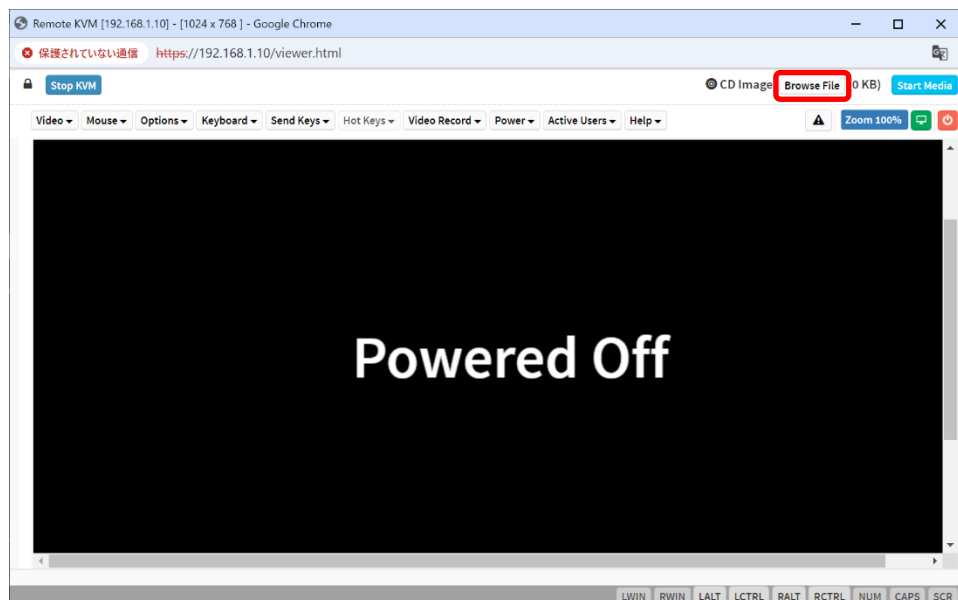 Remote KVM [192.168.1.10] - [1024 x 768 ] - Google Chrome
保護されていない通信 https://192.168.1.10/viewer.html
Stop KVM CD Image Browse File 0 KB) Start Media
Video Mouse Options Keyboard Send Keys Hot Keys Video Record Power Active Users Help Zoom 100%
Powered Off
LWIN RWIN LALT LCTRL RALT RCTRL NUM CAPS SCR